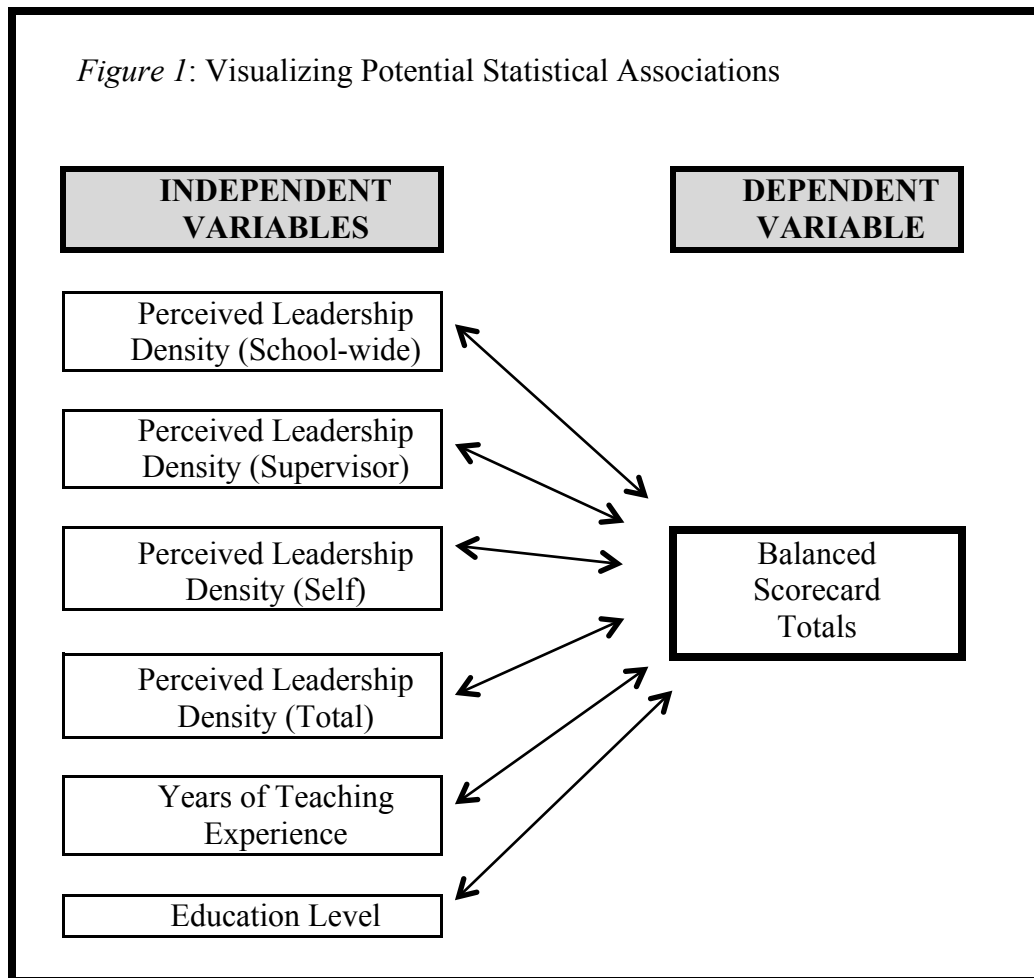 Figure 1: Visualizing Potential Statistical Associations
INDEPENDENT
VARIABLES
DEPENDENT
VARIABLE
Perceived Leadership
Density (School-wide)
Perceived Leadership
Density (Supervisor)
Perceived Leadership
Density (Self)
Perceived Leadership
Density (Total)
Years of Teaching
Experience
Education Level
Balanced
Scorecard
Totals